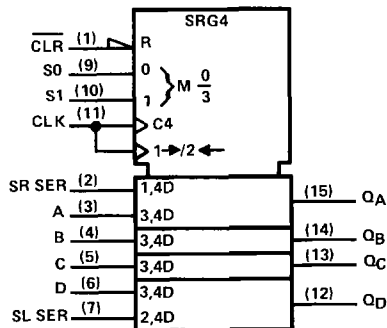 SRG4
CLR (1) R
S0 (9) 0
S1 (10) 1
M 0/3
CLK (11) C4
1→/2←
SR SER (2) 1,4D
A (3) 3,4D
(15) QA
B (4) 3,4D
(14) QB
C (5) 3,4D
(13) QC
D (6) 3,4D
(12) QD
SL SER (7) 2,4D